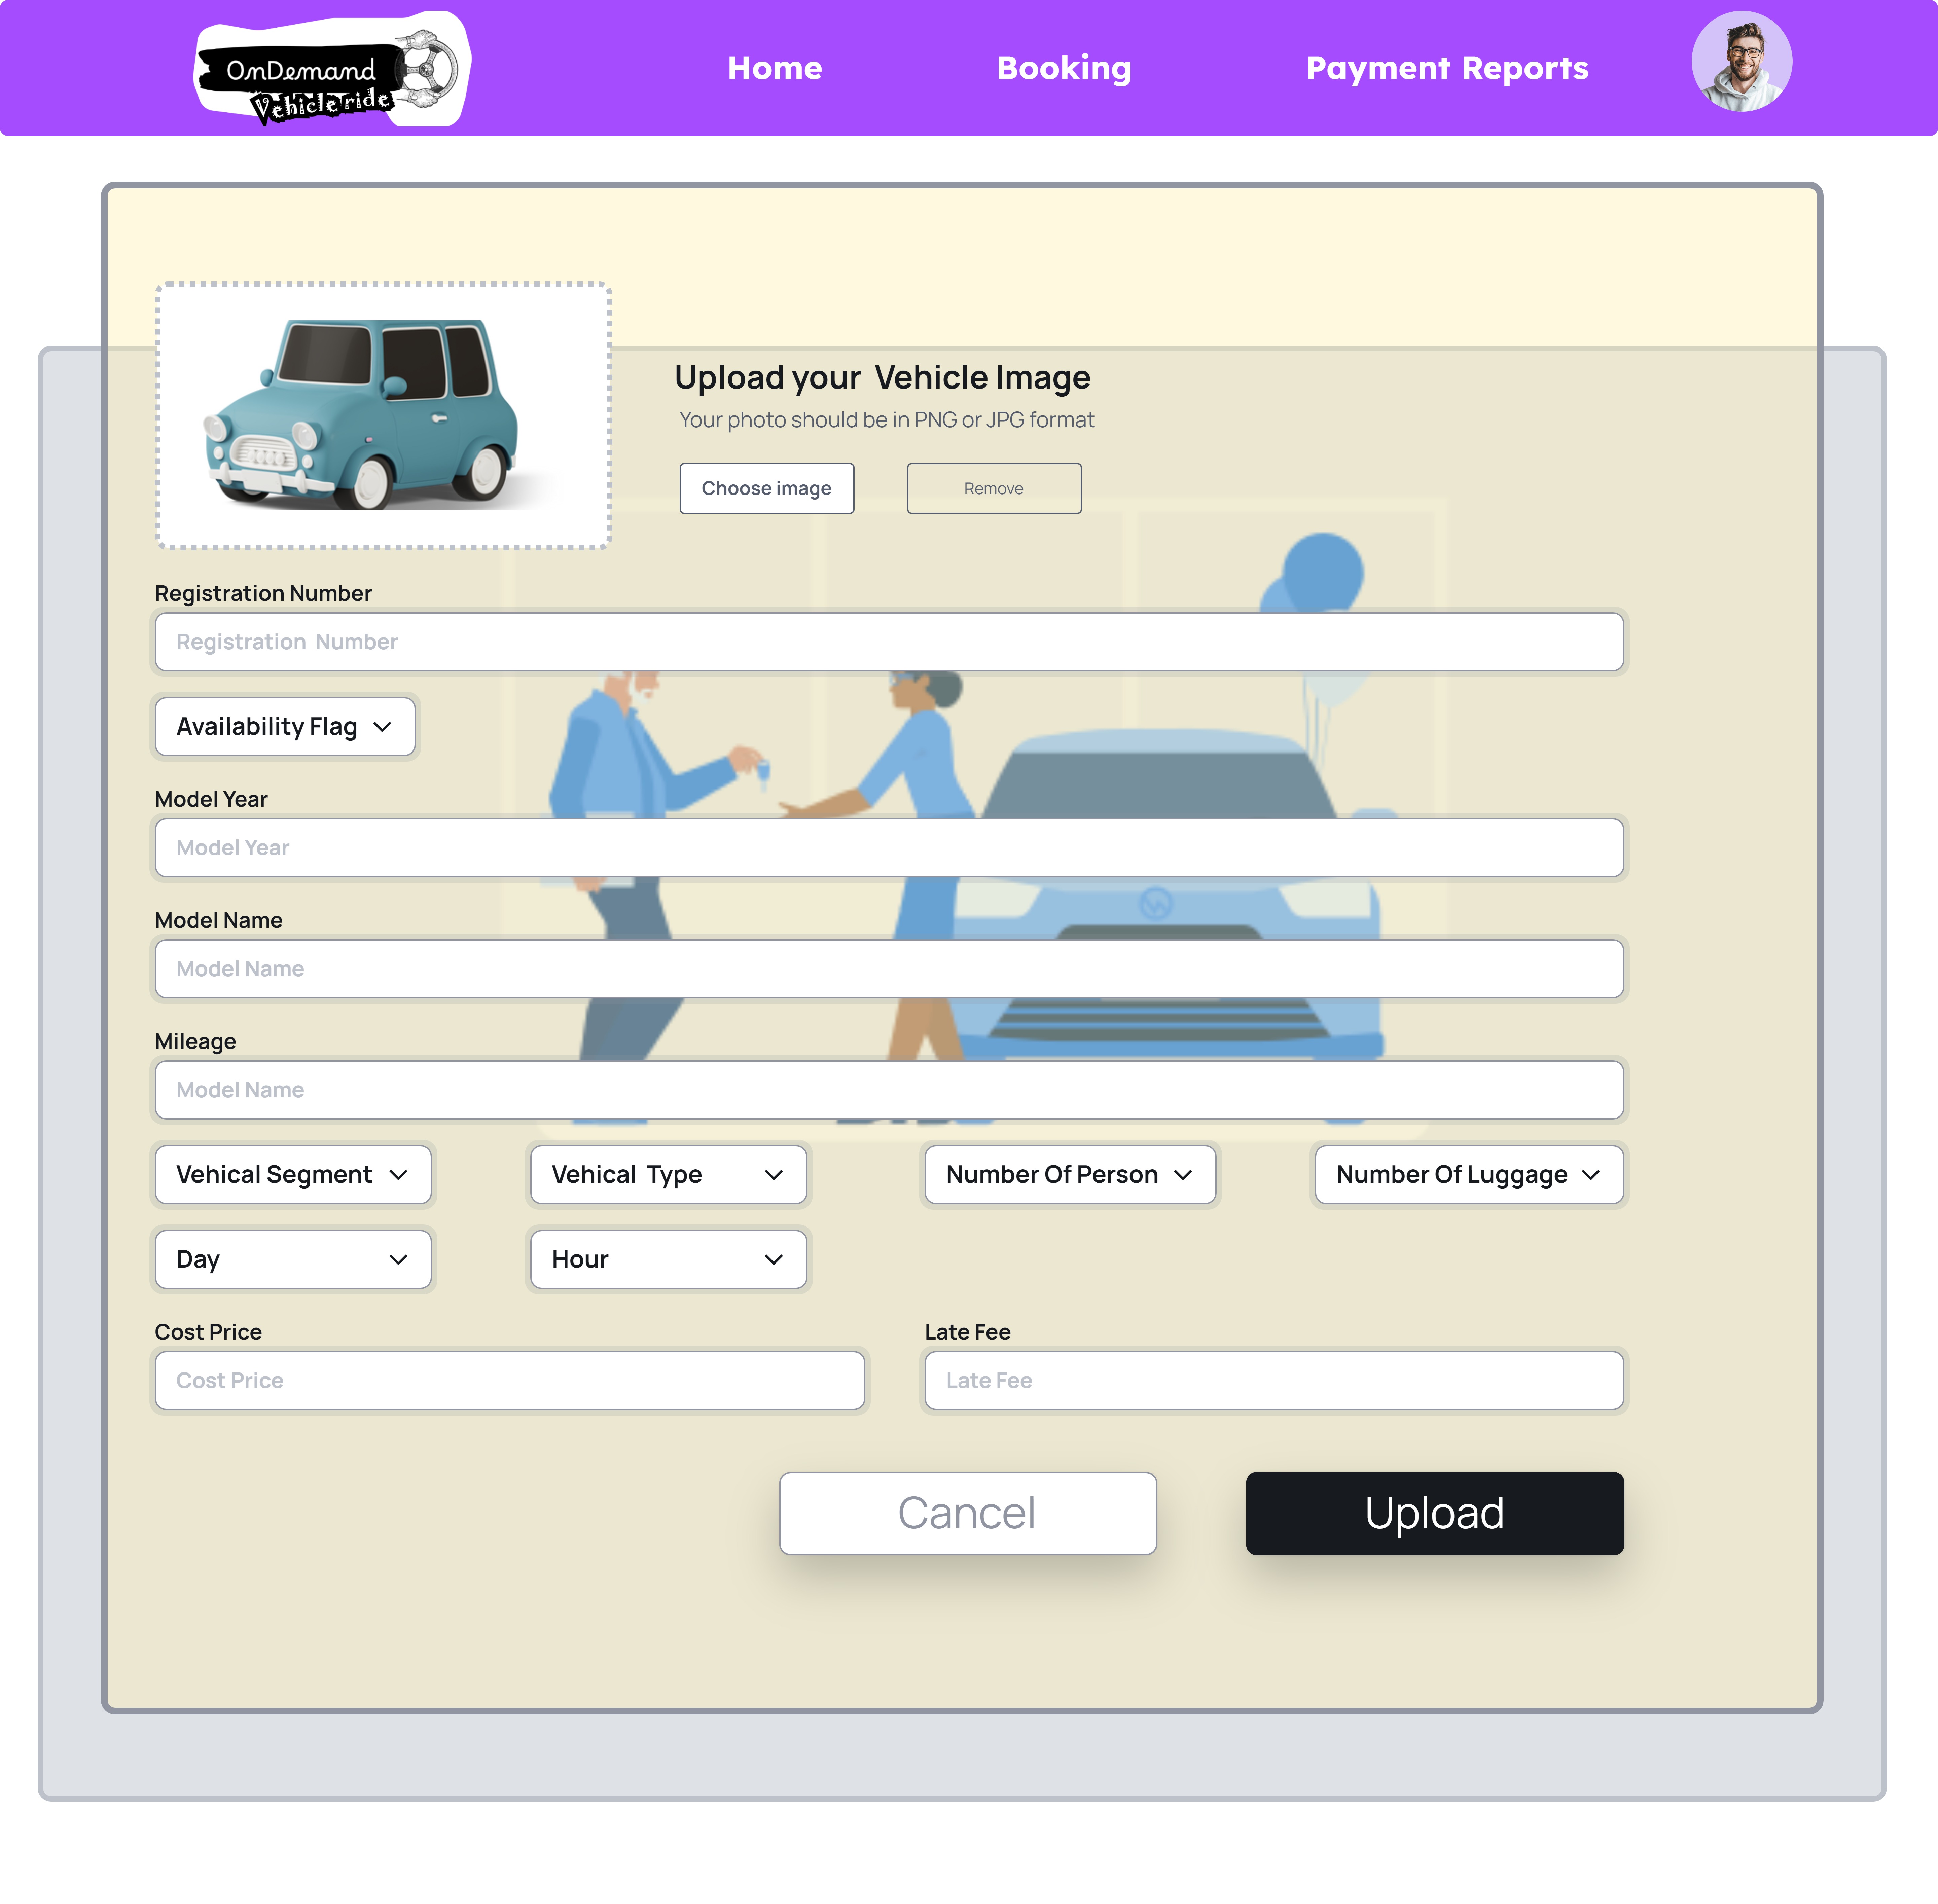 OnDemand
Vehicleride
Home
Booking
Payment Reports
Upload your Vehicle Image
Your photo should be in PNG or JPG format
Choose image
Remove
Registration Number
Registration Number
Availability Flag
Model Year
Model Year
Model Name
Model Name
Mileage
Model Name
Vehical Segment
Vehical Type
Number Of Person
Number Of Luggage
Day
Hour
Cost Price
Late Fee
Cost Price
Late Fee
Cancel
Upload